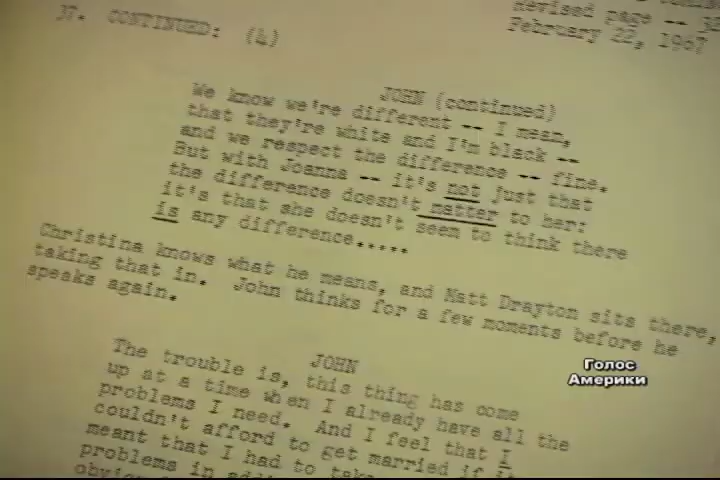 37. CONTINUED: (4)
Revised page -- 3
February 22, 1967
JOHN (continued)
We know we're different -- I mean,
that they're white and I'm black --
and we respect the difference -- fine.
But with Joanna -- it's not just that
the difference doesn't matter to her:
it's that she doesn't seem to think there
is any difference.....
Christina knows what he means, and Matt Drayton sits there,
taking that in. John thinks for a few moments before he
speaks again.
JOHN
The trouble is, this thing has come
up at a time when I already have all the
problems I need. And I feel that I
couldn't afford to get married if it
meant that I had to take
problems in
Голос
Америки